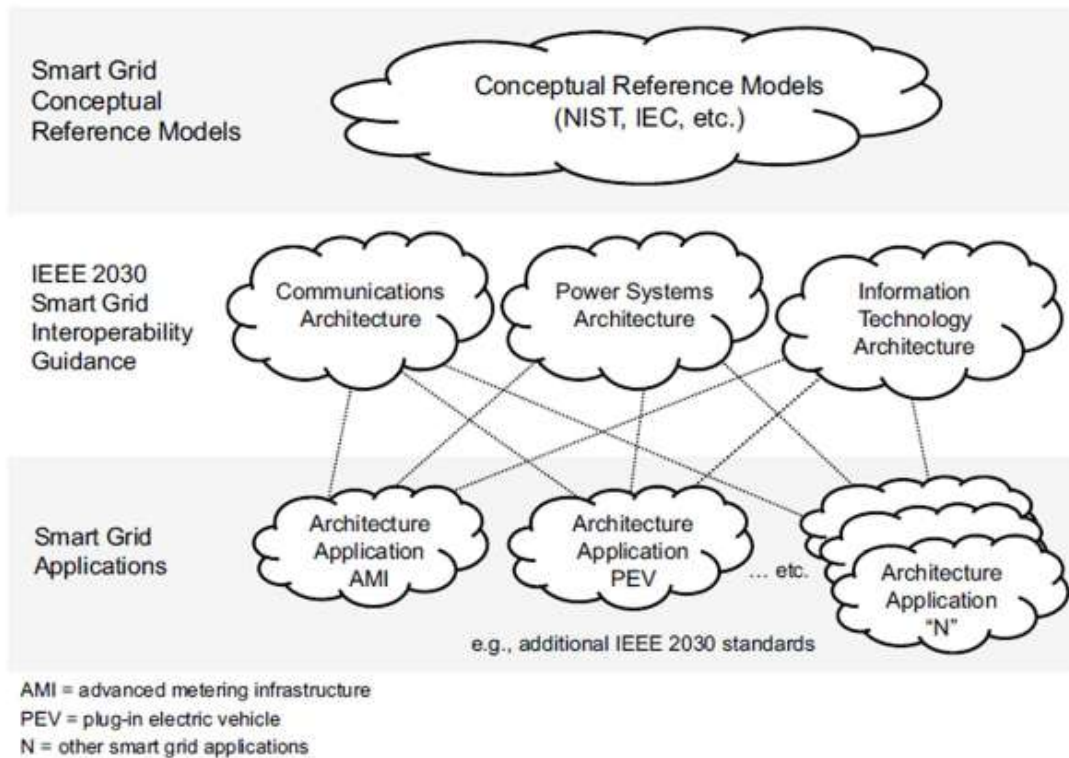 Smart Grid
Conceptual
Reference Models
Conceptual Reference Models
(NIST, IEC, etc.)
IEEE 2030
Smart Grid
Interoperability
Guidance
Communications
Architecture
Power Systems
Architecture
Information
Technology
Architecture
Smart Grid
Applications
Architecture
Application
AMI
Architecture
Application
PEV
... etc.
Architecture
Application
“N”
e.g., additional IEEE 2030 standards
AMI = advanced metering infrastructure
PEV = plug-in electric vehicle
N = other smart grid applications